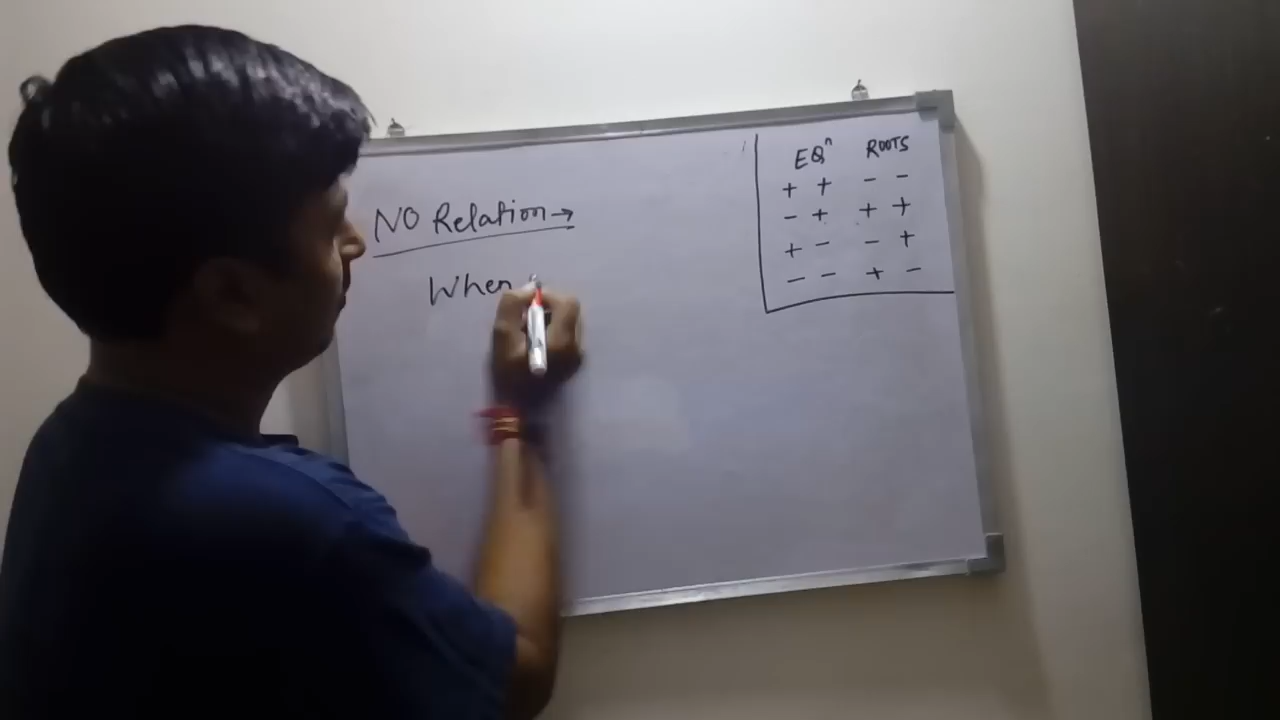 NO Relation→
When
EQⁿ ROOTS
+ + - -
- + + +
+ - - +
- - + -